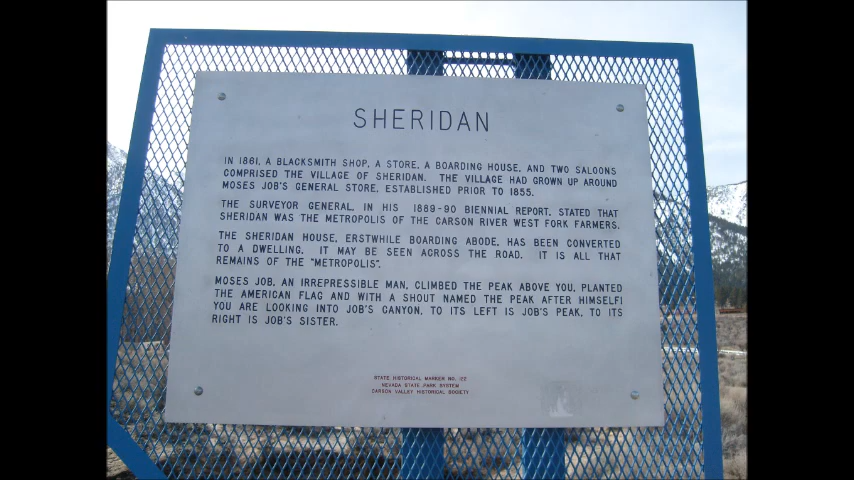 SHERIDAN
IN 1861, A BLACKSMITH SHOP, A STORE, A BOARDING HOUSE, AND TWO SALOONS
COMPRISED THE VILLAGE OF SHERIDAN. THE VILLAGE HAD GROWN UP AROUND
MOSES JOB'S GENERAL STORE, ESTABLISHED PRIOR TO 1855.
THE SURVEYOR GENERAL, IN HIS 1889-90 BIENNIAL REPORT, STATED THAT
SHERIDAN WAS THE METROPOLIS OF THE CARSON RIVER WEST FORK FARMERS.
THE SHERIDAN HOUSE, ERSTWHILE BOARDING ABODE, HAS BEEN CONVERTED
TO A DWELLING. IT MAY BE SEEN ACROSS THE ROAD. IT IS ALL THAT
REMAINS OF THE "METROPOLIS".
MOSES JOB, AN IRREPRESSIBLE MAN, CLIMBED THE PEAK ABOVE YOU, PLANTED
THE AMERICAN FLAG AND WITH A SHOUT NAMED THE PEAK AFTER HIMSELF!
YOU ARE LOOKING INTO JOB'S CANYON, TO ITS LEFT IS JOB'S PEAK, TO ITS
RIGHT IS JOB'S SISTER.
STATE HISTORICAL MARKER NO. 122
NEVADA STATE PARK SYSTEM
CARSON VALLEY HISTORICAL SOCIETY